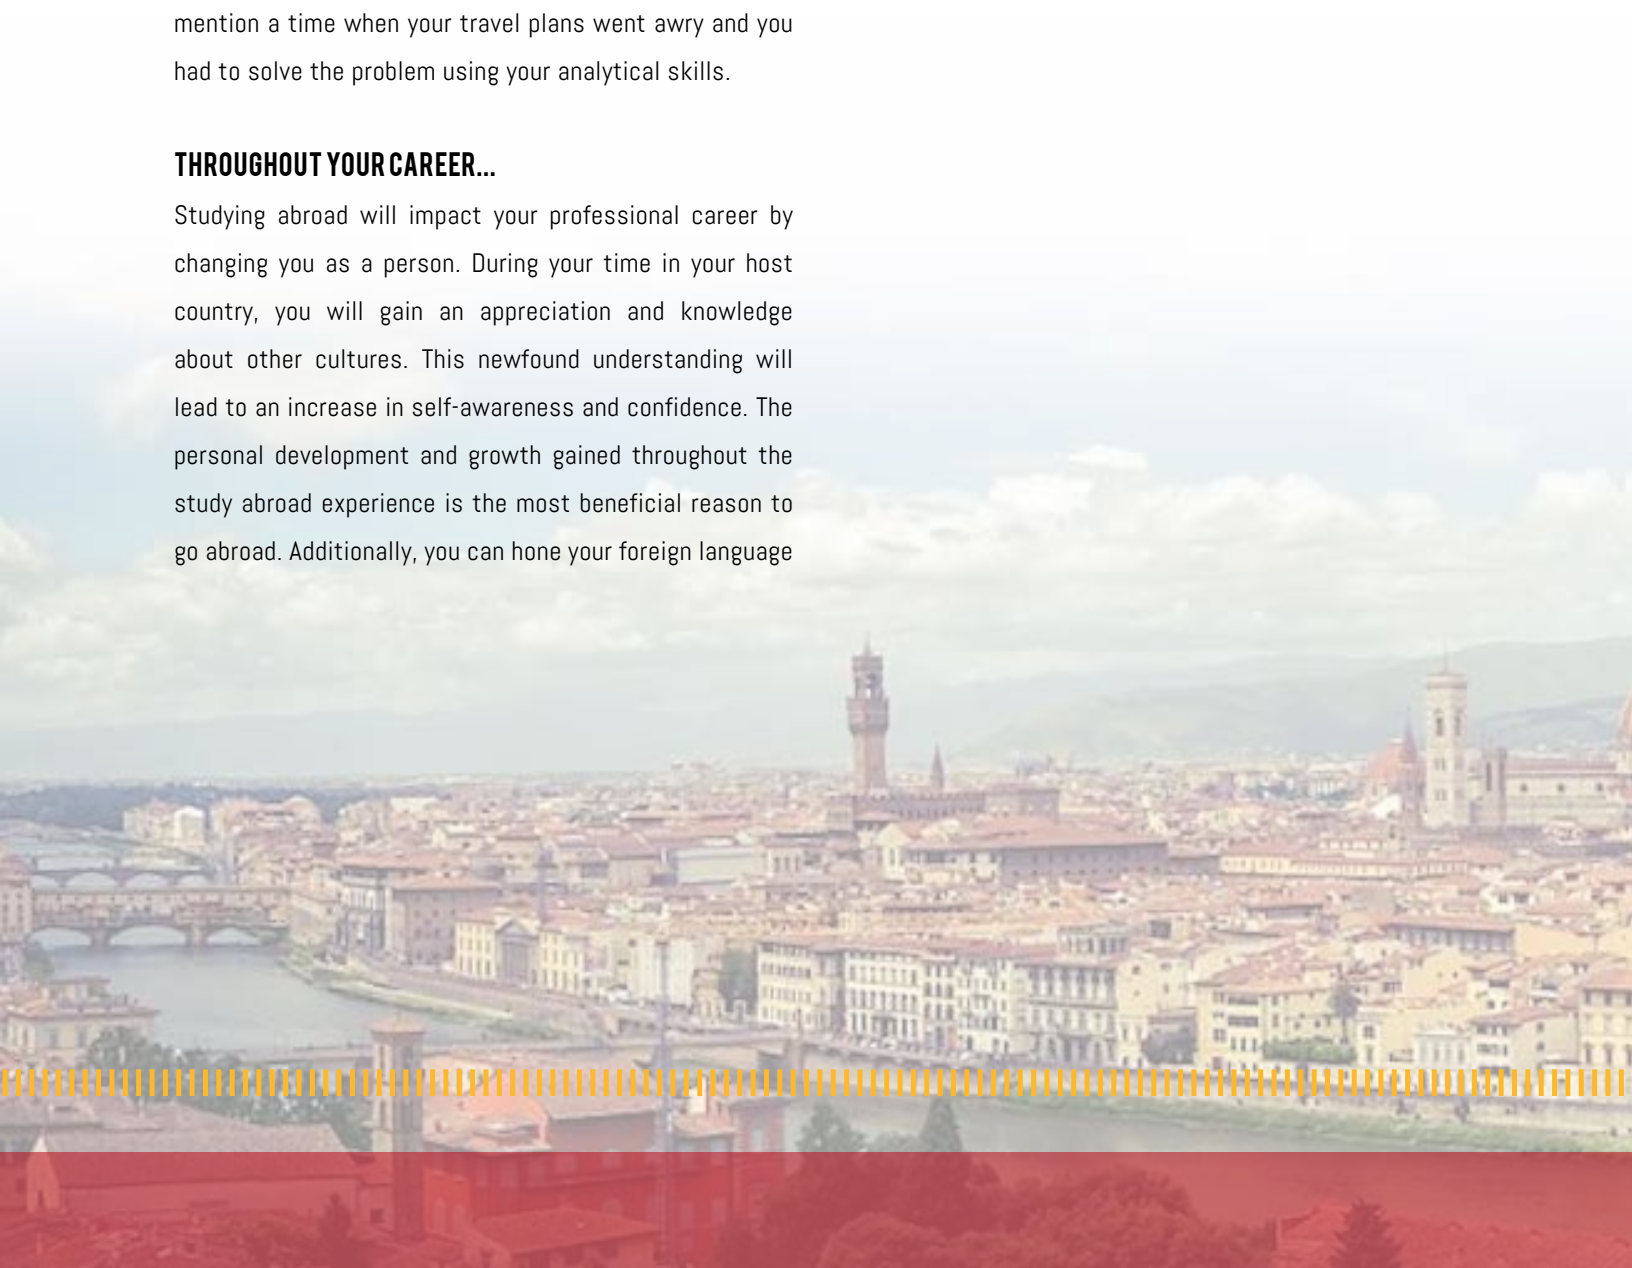 mention a time when your travel plans went awry and you
had to solve the problem using your analytical skills.
THROUGHOUT YOUR CAREER...
Studying abroad will impact your professional career by
changing you as a person. During your time in your host
country, you will gain an appreciation and knowledge
about other cultures. This newfound understanding will
lead to an increase in self-awareness and confidence. The
personal development and growth gained throughout the
study abroad experience is the most beneficial reason to
go abroad. Additionally, you can hone your foreign language